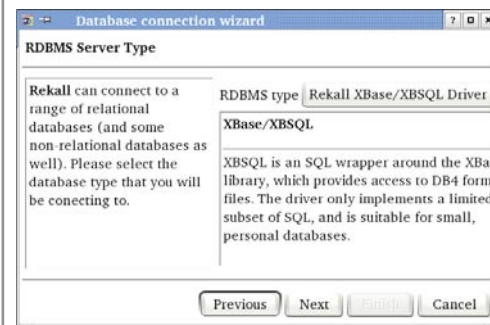 Database connection wizard
RDBMS Server Type
Rekall can connect to a
range of relational
databases (and some
non-relational databases as
well). Please select the
database type that you will
be conecting to.
RDBMS type Rekall XBase/XBSQL Driver
XBase/XBSQL
XBSQL is an SQL wrapper around the XBa
library, which provides access to DB4 form
files. The driver only implements a limited
subset of SQL, and is suitable for small,
personal databases.
Previous Next Finish Cancel